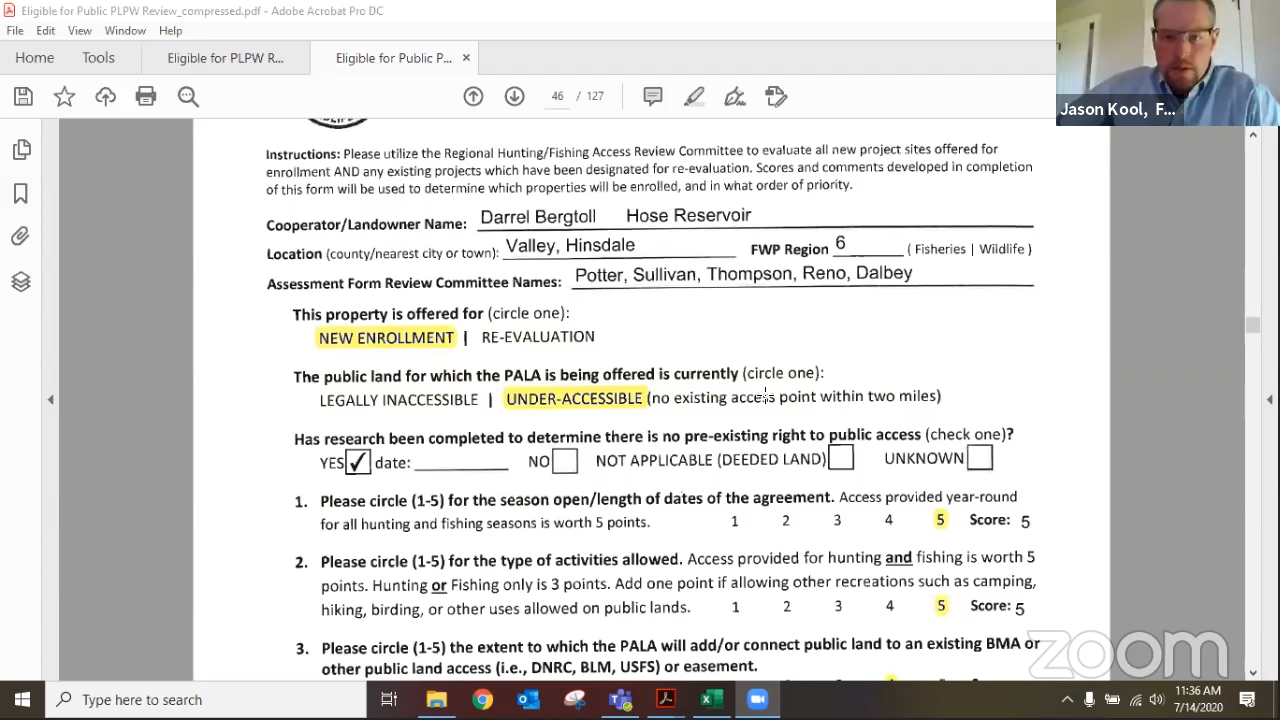 Eligible for Public PLPW Review_compressed.pdf - Adobe Acrobat Pro DC
File Edit View Window Help
Home Tools Eligible for PLPW R... Eligible for Public P... ×
46 / 127
Jason Kool, F...
Instructions: Please utilize the Regional Hunting/Fishing Access Review Committee to evaluate all new project sites offered for
enrollment AND any existing projects which have been designated for re-evaluation. Scores and comments developed in completion
of this form will be used to determine which properties will be enrolled, and in what order of priority.
Cooperator/Landowner Name: Darrel Bergtoll Hose Reservoir
Location (county/nearest city or town): Valley, Hinsdale FWP Region 6 ( Fisheries | Wildlife )
Assessment Form Review Committee Names: Potter, Sullivan, Thompson, Reno, Dalbey
This property is offered for (circle one):
NEW ENROLLMENT | RE-EVALUATION
The public land for which the PALA is being offered is currently (circle one):
LEGALLY INACCESSIBLE | UNDER-ACCESSIBLE (no existing access point within two miles)
Has research been completed to determine there is no pre-existing right to public access (check one)?
YES ✓ date: ________ NO NOT APPLICABLE (DEEDED LAND) UNKNOWN
1. Please circle (1-5) for the season open/length of dates of the agreement. Access provided year-round
for all hunting and fishing seasons is worth 5 points. 1 2 3 4 5 Score: 5
2. Please circle (1-5) for the type of activities allowed. Access provided for hunting and fishing is worth 5
points. Hunting or Fishing only is 3 points. Add one point if allowing other recreations such as camping,
hiking, birding, or other uses allowed on public lands. 1 2 3 4 5 Score: 5
3. Please circle (1-5) the extent to which the PALA will add/or connect public land to an existing BMA or
other public land access (i.e., DNRC, BLM, USFS) or easement.
zoom
Type here to search
11:36 AM
7/14/2020